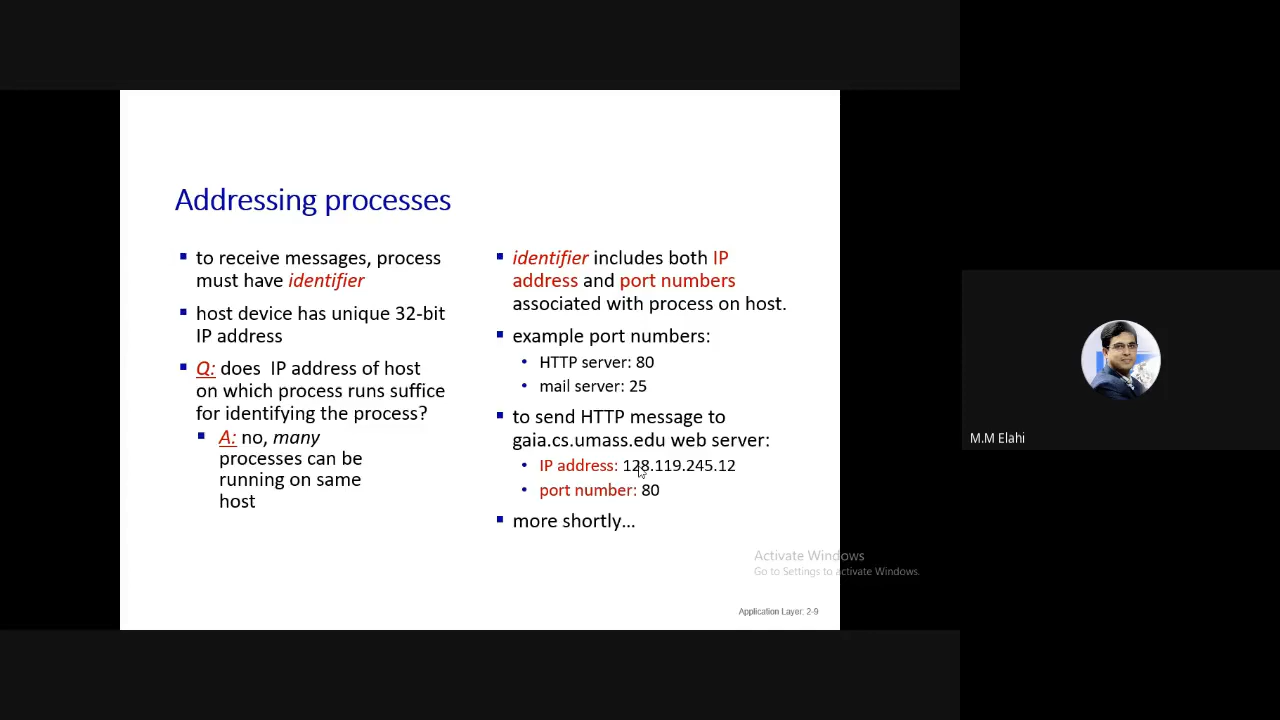 Addressing processes
to receive messages, process
must have identifier
host device has unique 32-bit
IP address
Q: does IP address of host
on which process runs suffice
for identifying the process?
A: no, many
processes can be
running on same
host
identifier includes both IP
address and port numbers
associated with process on host.
example port numbers:
HTTP server: 80
mail server: 25
to send HTTP message to
gaia.cs.umass.edu web server:
IP address: 128.119.245.12
port number: 80
more shortly...
Activate Windows
Go to Settings to activate Windows.
Application Layer: 2-9
M.M Elahi